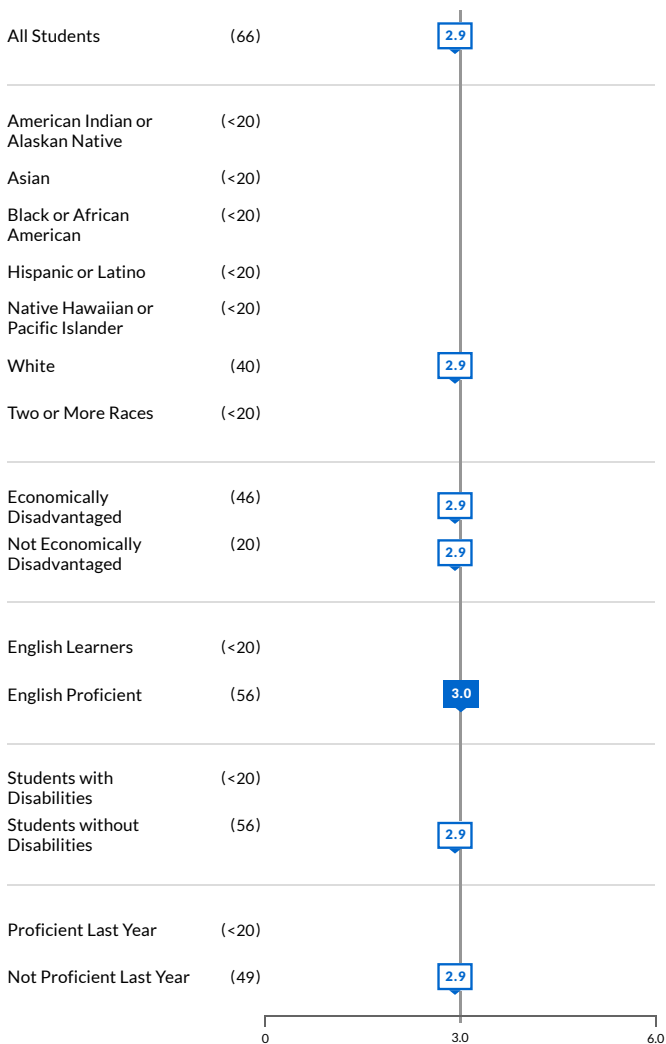 All Students (66) 2.9
American Indian or (<20)
Alaskan Native
Asian (<20)
Black or African (<20)
American
Hispanic or Latino (<20)
Native Hawaiian or (<20)
Pacific Islander
White (40) 2.9
Two or More Races (<20)
Economically (46) 2.9
Disadvantaged
Not Economically (20) 2.9
Disadvantaged
English Learners (<20)
English Proficient (56) 3.0
Students with (<20)
Disabilities
Students without (56) 2.9
Disabilities
Proficient Last Year (<20)
Not Proficient Last Year (49) 2.9
0 3.0 6.0